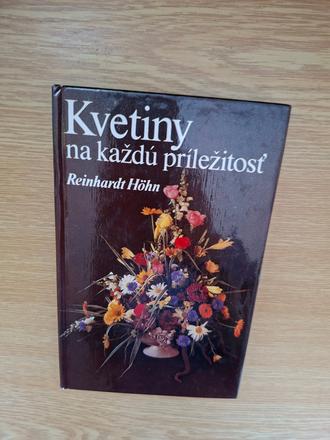 Kvetiny
na každú príležitosť
Reinhardt Höhn